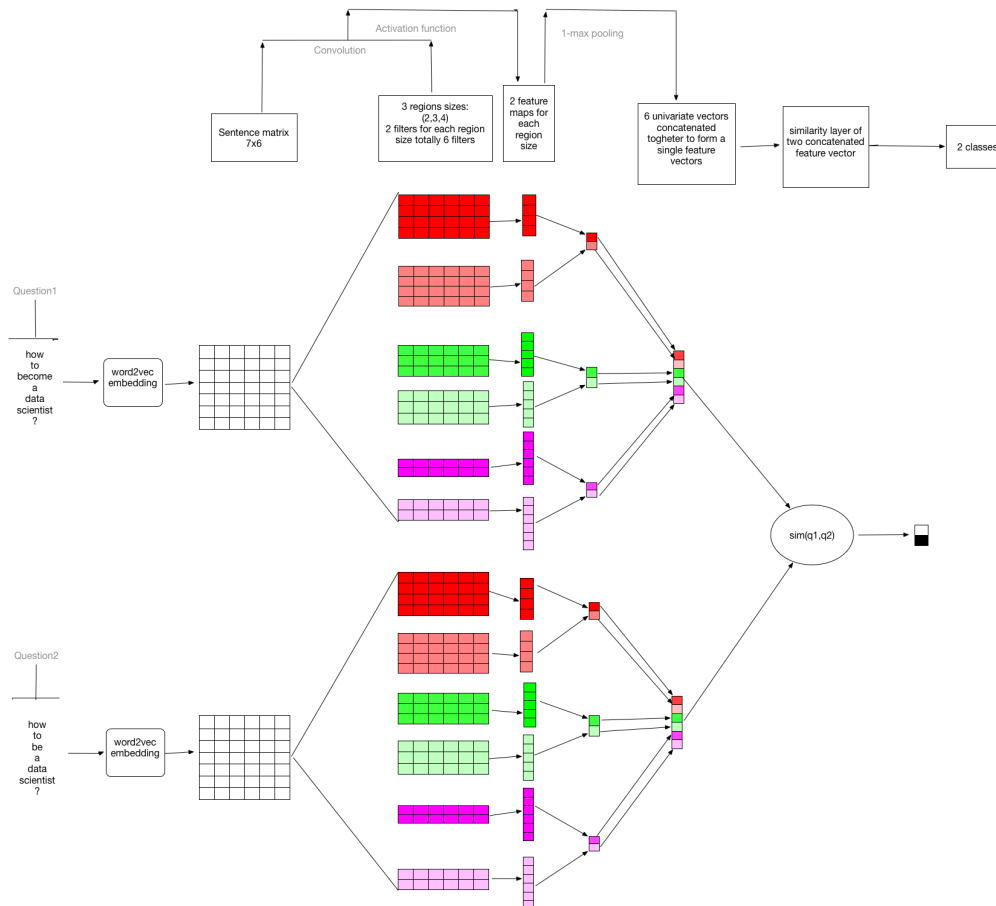 Activation function
Convolution
1-max pooling
Sentence matrix
7x6
3 regions sizes:
(2,3,4)
2 filters for each region
size totally 6 filters
2 feature
maps for
each
region
size
6 univariate vectors
concatenated
togheter to form a
single feature
vectors
similarity layer of
two concatenated
feature vector
2 classes
Question1
how
to
become
a
data
scientist
?
word2vec
embedding
sim(q1,q2)
Question2
how
to
be
a
data
scientist
?
word2vec
embedding